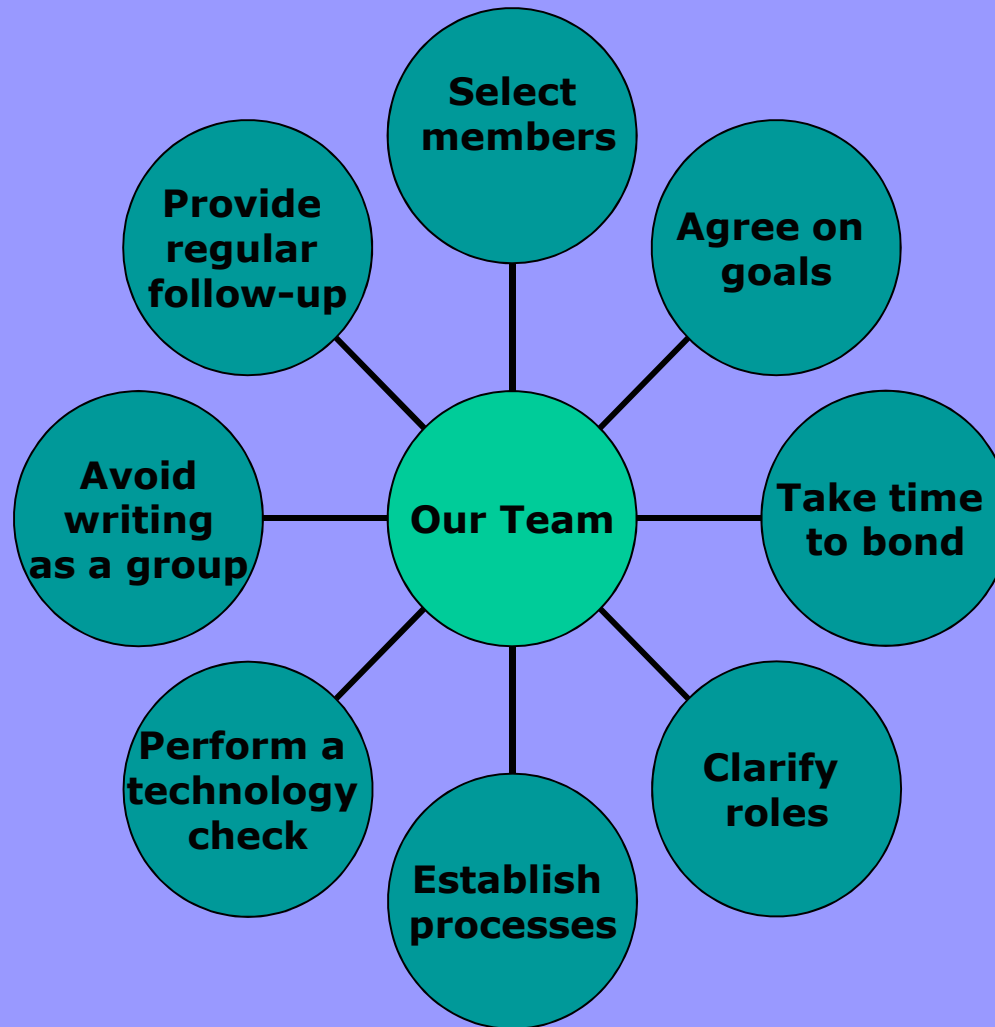 Select
members
Agree on
goals
Take time
to bond
Clarify
roles
Establish
processes
Perform a
technology
check
Avoid
writing
as a group
Provide
regular
follow-up
Our Team